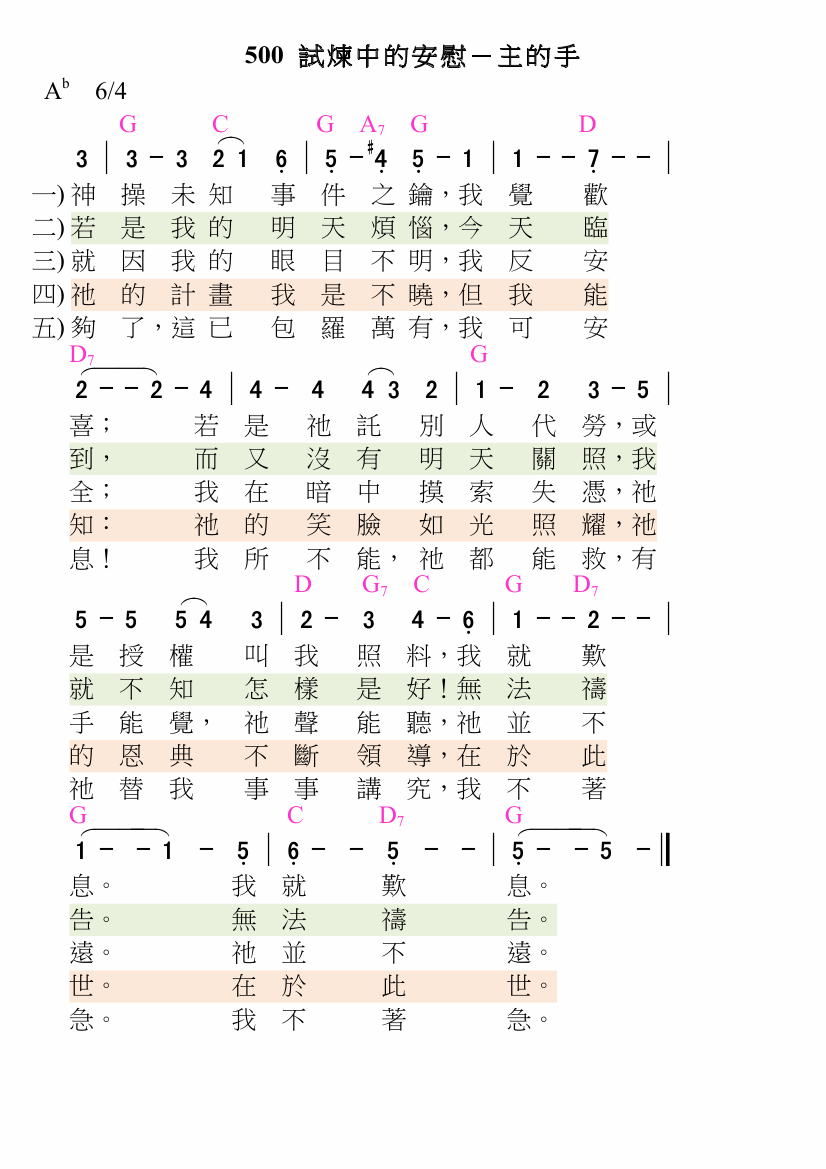 500 試煉中的安慰－主的手
Ab 6/4
G C G A7 G D
3 | 3 - 3 2 1 6̣ | 5̣ - #4̣ 5̣ - 1 | 1 - - 7̣ - - |
一) 神 操 未 知 事 件 之 鑰，我 覺 歡
二) 若 是 我 的 明 天 煩 惱，今 天 臨
三) 就 因 我 的 眼 目 不 明，我 反 安
四) 祂 的 計 畫 我 是 不 曉，但 我 能
五) 夠 了，這 已 包 羅 萬 有，我 可 安
D7 G
2 - - 2 - 4 | 4 - 4 4 3 2 | 1 - 2 3 - 5 |
喜； 若 是 祂 託 別 人 代 勞，或
到， 而 又 沒 有 明 天 關 照，我
全； 我 在 暗 中 摸 索 失 憑，祂
知： 祂 的 笑 臉 如 光 照 耀，祂
息！ 我 所 不 能，祂 都 能 救，有
D G7 C G D7
5 - 5 5 4 3 | 2 - 3 4 - 6̣ | 1 - - 2 - - |
是 授 權 叫 我 照 料，我 就 歎
就 不 知 怎 樣 是 好！無 法 禱
手 能 覺，祂 聲 能 聽，祂 並 不
的 恩 典 不 斷 領 導，在 於 此
祂 替 我 事 事 講 究，我 不 著
G C D7 G
1 - - 1 - 5̣ | 6̣ - - 5̣ - - | 5̣ - - 5 - ‖
息。 我 就 歎 息。
告。 無 法 禱 告。
遠。 祂 並 不 遠。
世。 在 於 此 世。
急。 我 不 著 急。